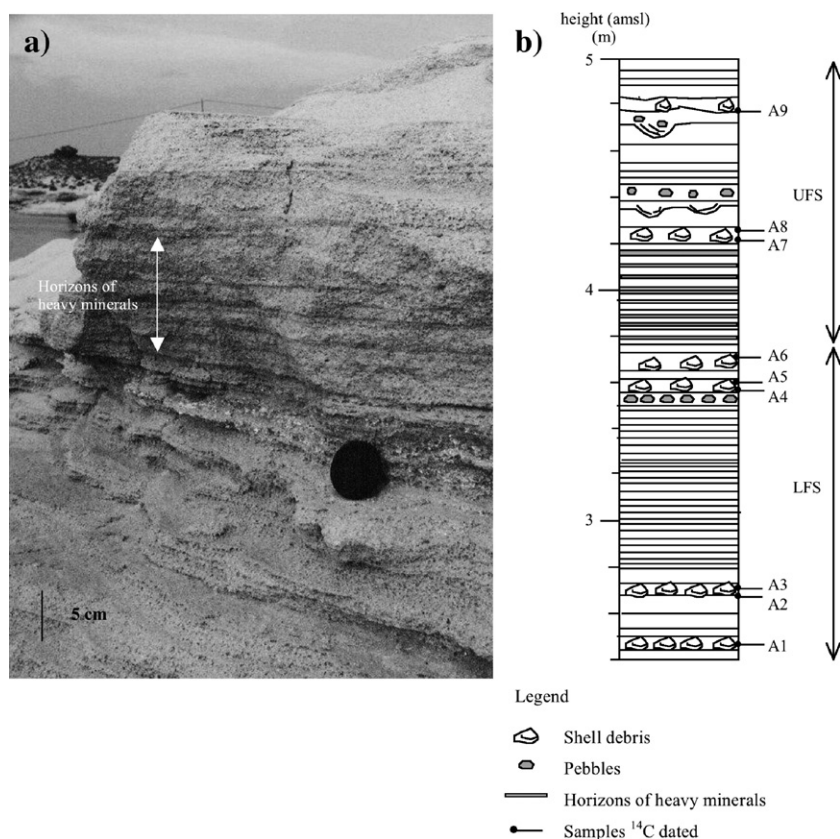 a)
Horizons of
heavy minerals
5 cm
b)
height (amsl)
(m)
5
A9
UFS
A8
A7
4
A6
A5
A4
LFS
3
A3
A2
A1
Legend
Shell debris
Pebbles
Horizons of heavy minerals
Samples ¹⁴C dated